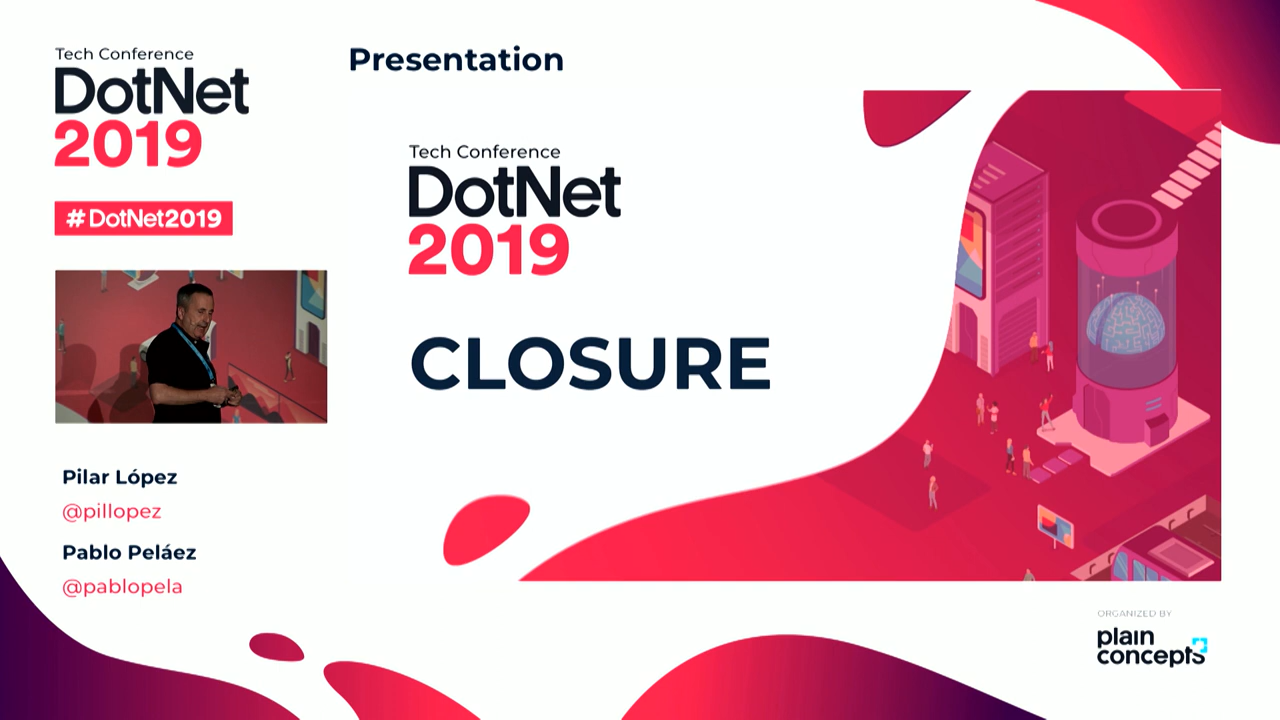 Tech Conference
DotNet
2019
#DotNet2019
Pilar López
@pillopez
Pablo Peláez
@pablopela
Presentation
Tech Conference
DotNet
2019
CLOSURE
ORGANIZED BY
plain
concepts